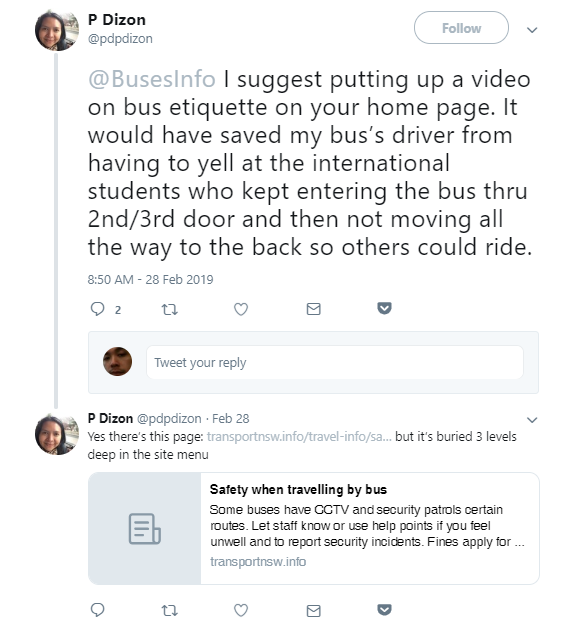 P Dizon
@pdpdizon
Follow
@BusesInfo I suggest putting up a video
on bus etiquette on your home page. It
would have saved my bus’s driver from
having to yell at the international
students who kept entering the bus thru
2nd/3rd door and then not moving all
the way to the back so others could ride.
8:50 AM - 28 Feb 2019
2
Tweet your reply
P Dizon @pdpdizon · Feb 28
Yes there’s this page: transportnsw.info/travel-info/sa... but it’s buried 3 levels
deep in the site menu
Safety when travelling by bus
Some buses have CCTV and security patrols certain
routes. Let staff know or use help points if you feel
unwell and to report security incidents. Fines apply for ...
transportnsw.info